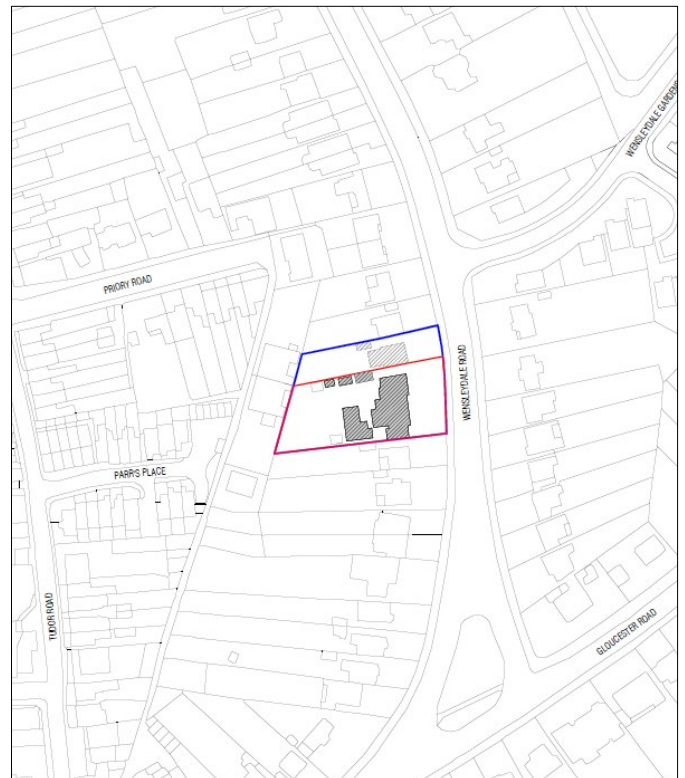 WENSLEYDALE GARDENS
PRIORY ROAD
WENSLEYDALE ROAD
PARR'S PLACE
TUDOR ROAD
GLOUCESTER ROAD